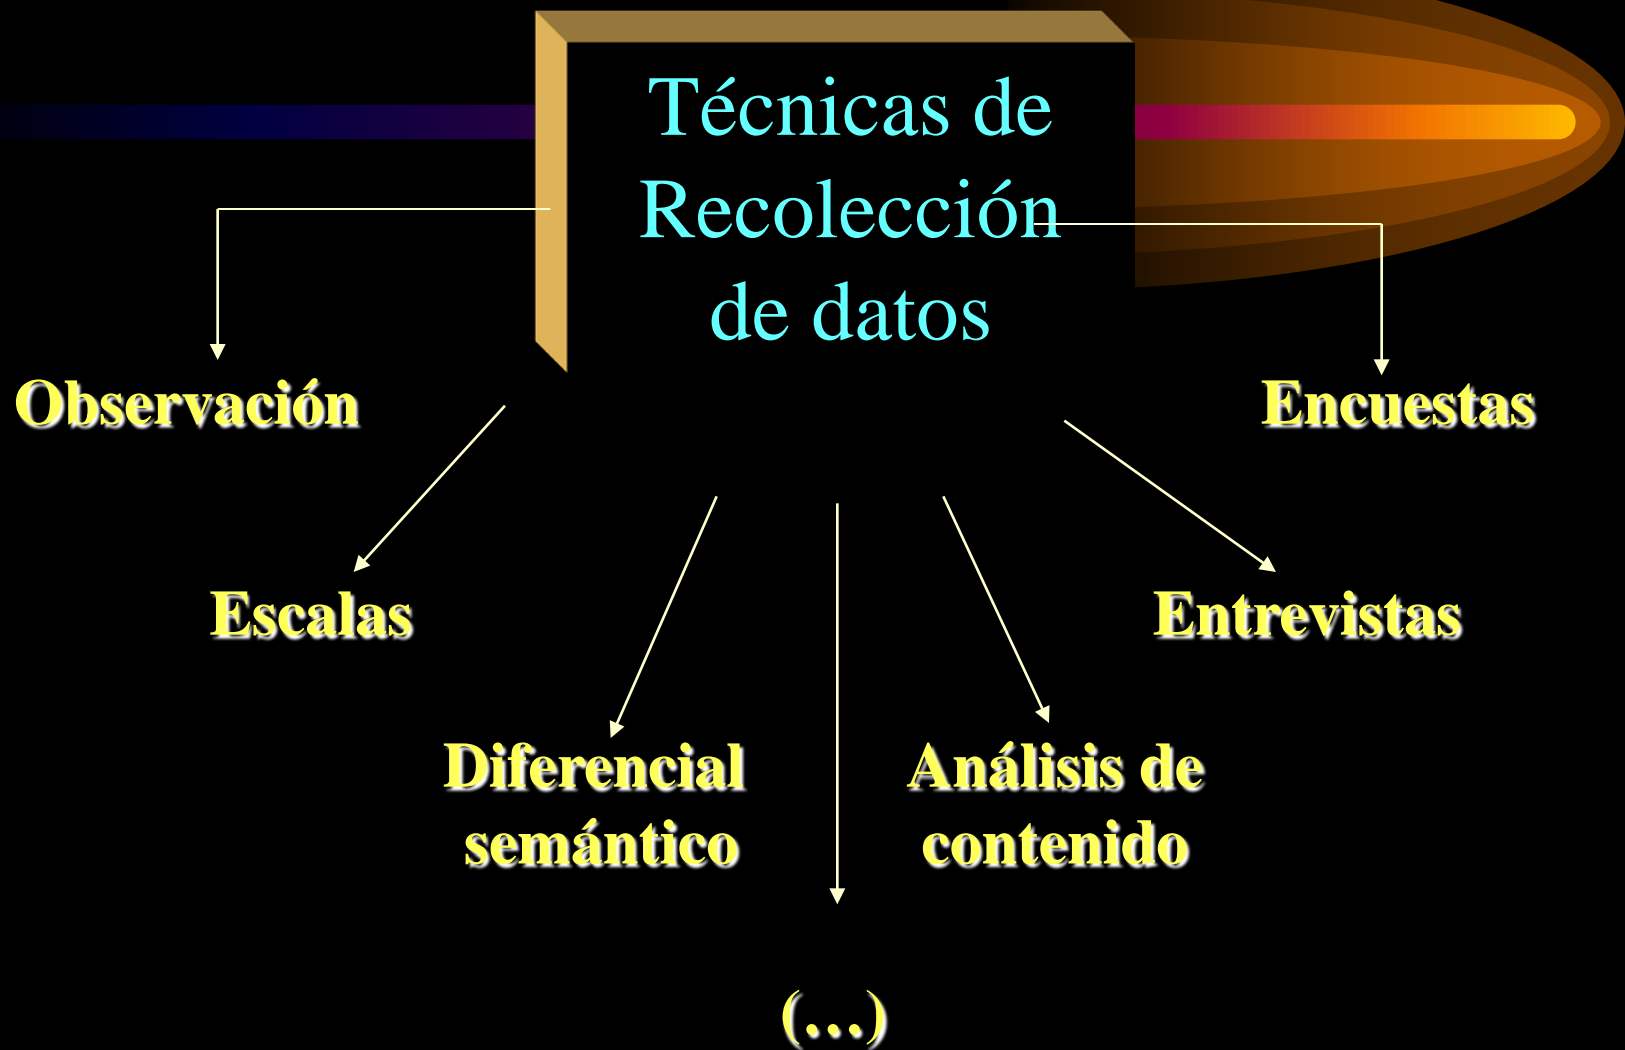 Técnicas de
Recolección
de datos
Observación
Encuestas
Escalas
Entrevistas
Diferencial
semántico
Análisis de
contenido
(…)